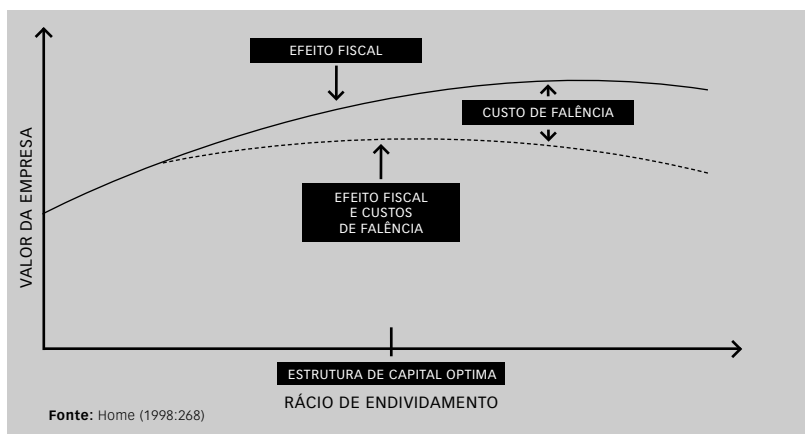 EFEITO FISCAL
CUSTO DE FALÊNCIA
EFEITO FISCAL
E CUSTOS
DE FALÊNCIA
VALOR DA EMPRESA
ESTRUTURA DE CAPITAL OPTIMA
RÁCIO DE ENDIVIDAMENTO
Fonte: Home (1998:268)